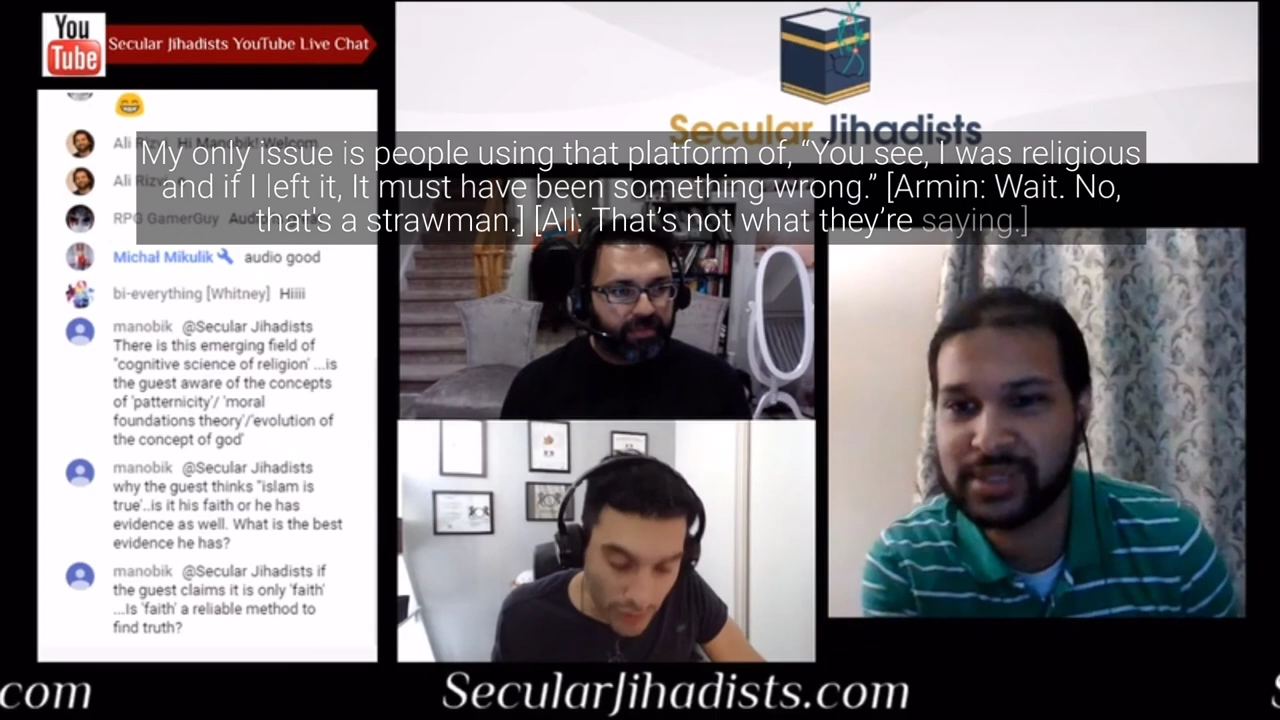 You
Tube
Secular Jihadists YouTube Live Chat
Secular Jihadists
My only issue is people using that platform of, “You see, I was religious
and if I left it, It must have been something wrong.” [Armin: Wait. No,
that's a strawman.] [Ali: That’s not what they’re saying.]
Ali Rizvi Hi Manobik! Welcom
Ali Rizvi
RPG GamerGuy
Michał Mikulik audio good
bi-everything [Whitney] Hiiii
manobik @Secular Jihadists
There is this emerging field of
"cognitive science of religion' ...is
the guest aware of the concepts
of 'patternicity'/ 'moral
foundations theory'/'evolution of
the concept of god'
manobik @Secular Jihadists
why the guest thinks "islam is
true'..is it his faith or he has
evidence as well. What is the best
evidence he has?
manobik @Secular Jihadists if
the guest claims it is only 'faith'
....Is 'faith' a reliable method to
find truth?
com
SecularJihadists.com
S